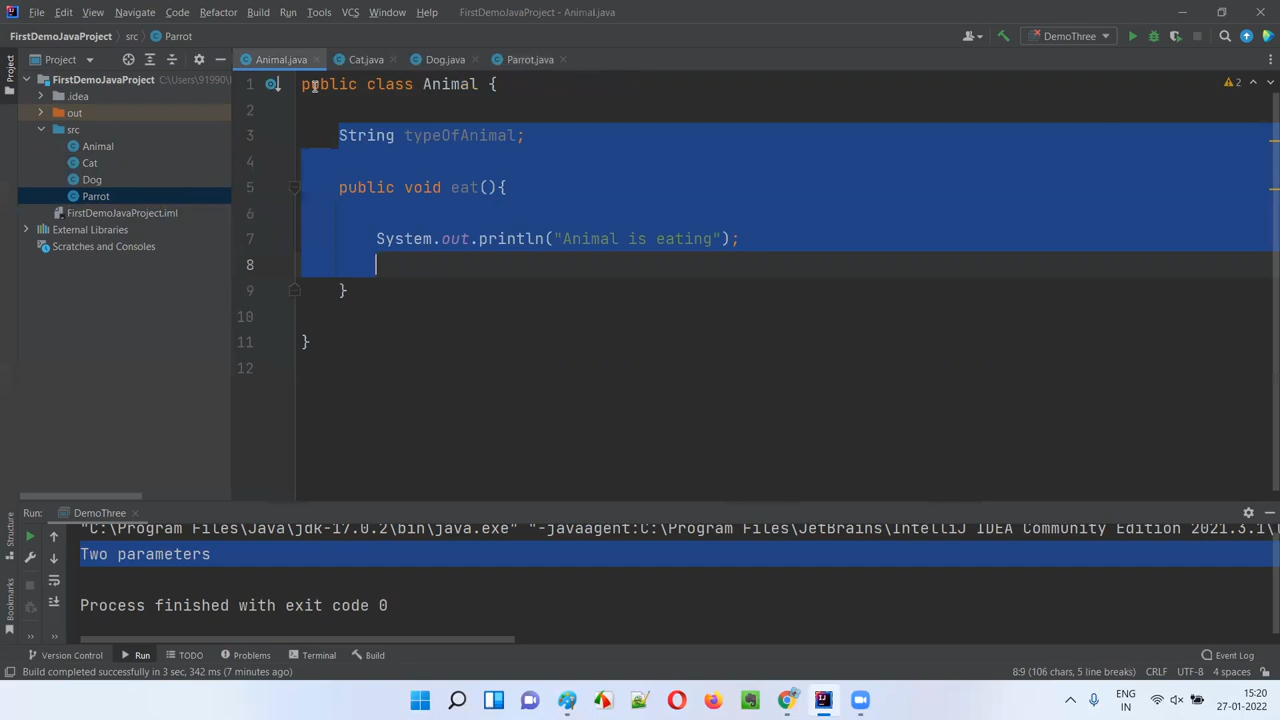 File Edit View Navigate Code Refactor Build Run Tools VCS Window Help FirstDemoJavaProject - Animal.java
FirstDemoJavaProject src Parrot DemoThree
Project Project Animal.java Cat.java Dog.java Parrot.java
FirstDemoJavaProject C:\Users\91990\I
.idea
out
src
Animal
Cat
Dog
Parrot
FirstDemoJavaProject.iml
External Libraries
Scratches and Consoles
1 public class Animal { 2
2
3 String typeOfAnimal;
4
5 public void eat(){
6
7 System.out.println("Animal is eating");
8
9 }
10
11 }
12
Structure
Bookmarks
Run: DemoThree
"C:\Program Files\Java\jdk-17.0.2\bin\java.exe" "-javaagent:C:\Program Files\JetBrains\IntelliJ IDEA Community Edition 2021.3.1\
Two parameters
Process finished with exit code 0
Version Control Run TODO Problems Terminal Build Event Log
Build completed successfully in 3 sec, 342 ms (7 minutes ago) 8:9 (106 chars, 5 line breaks) CRLF UTF-8 4 spaces
ENG 15:20
IN 27-01-2022